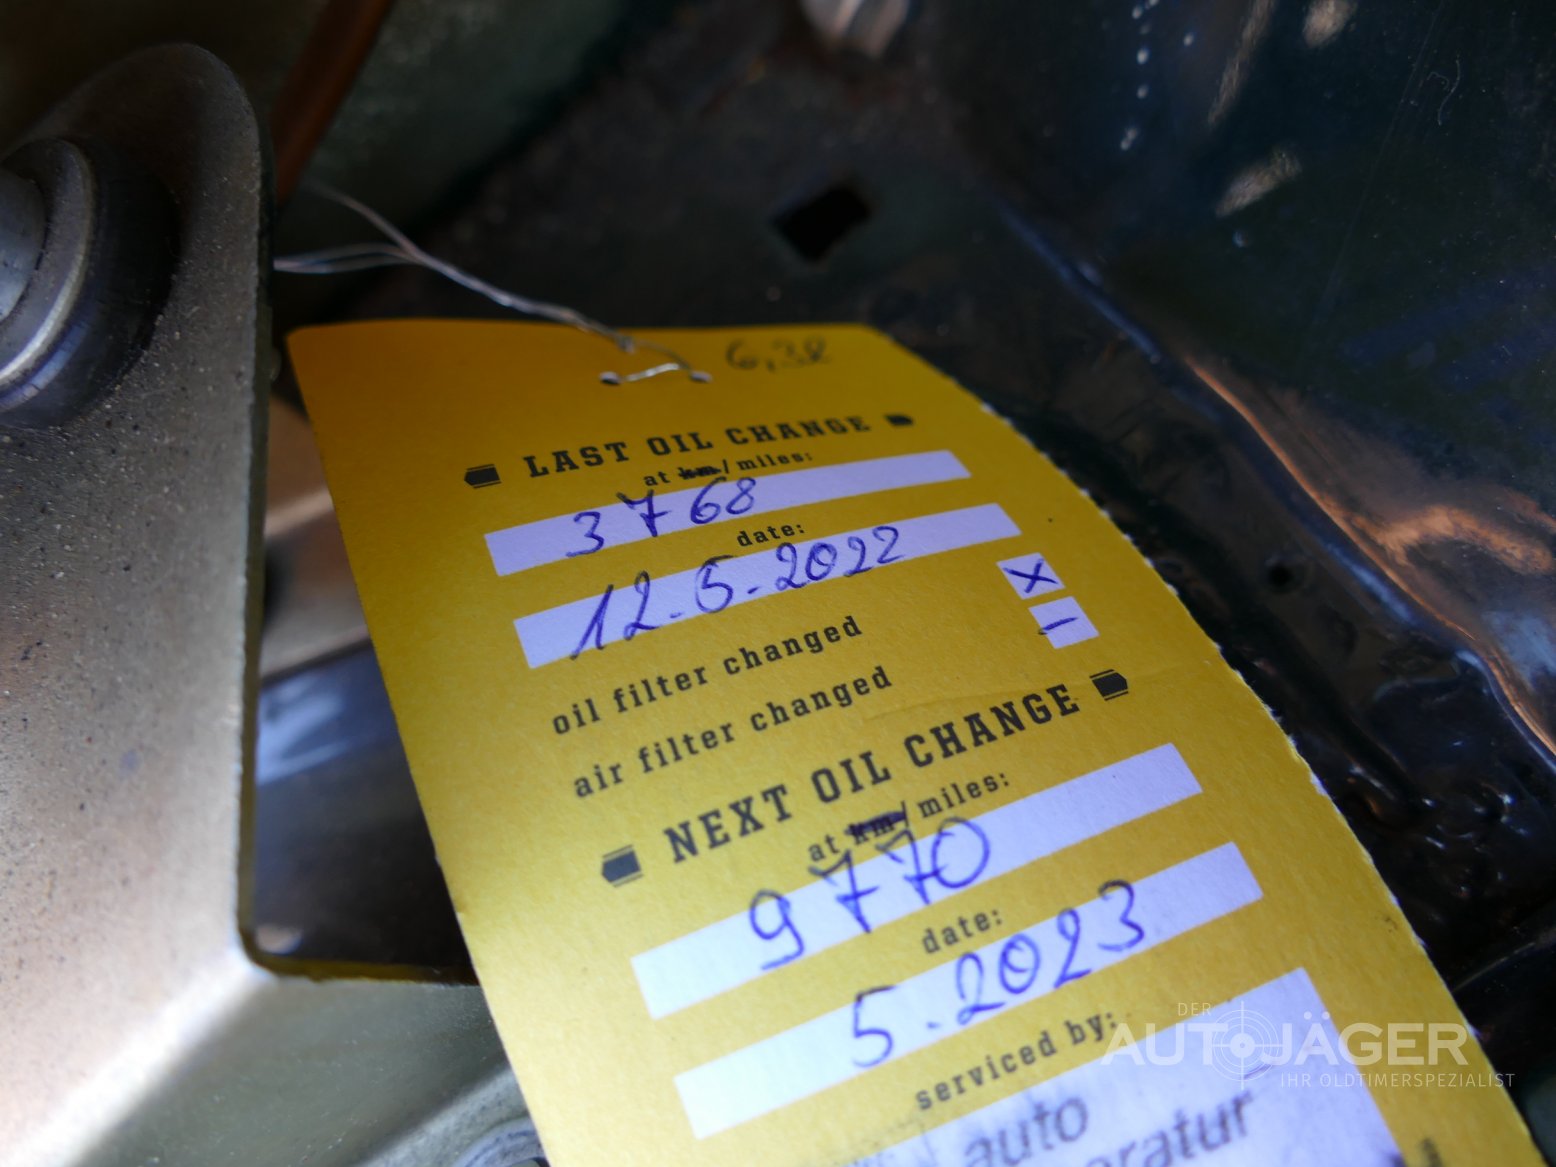 6,3l
LAST OIL CHANGE
at km/miles:
3768
date:
12.5.2022
oil filter changed X
air filter changed –
NEXT OIL CHANGE
at km/miles:
9770
date:
5.2023
serviced by:
auto
DER
AUTOJÄGER
IHR OLDTIMERSPEZIALIST